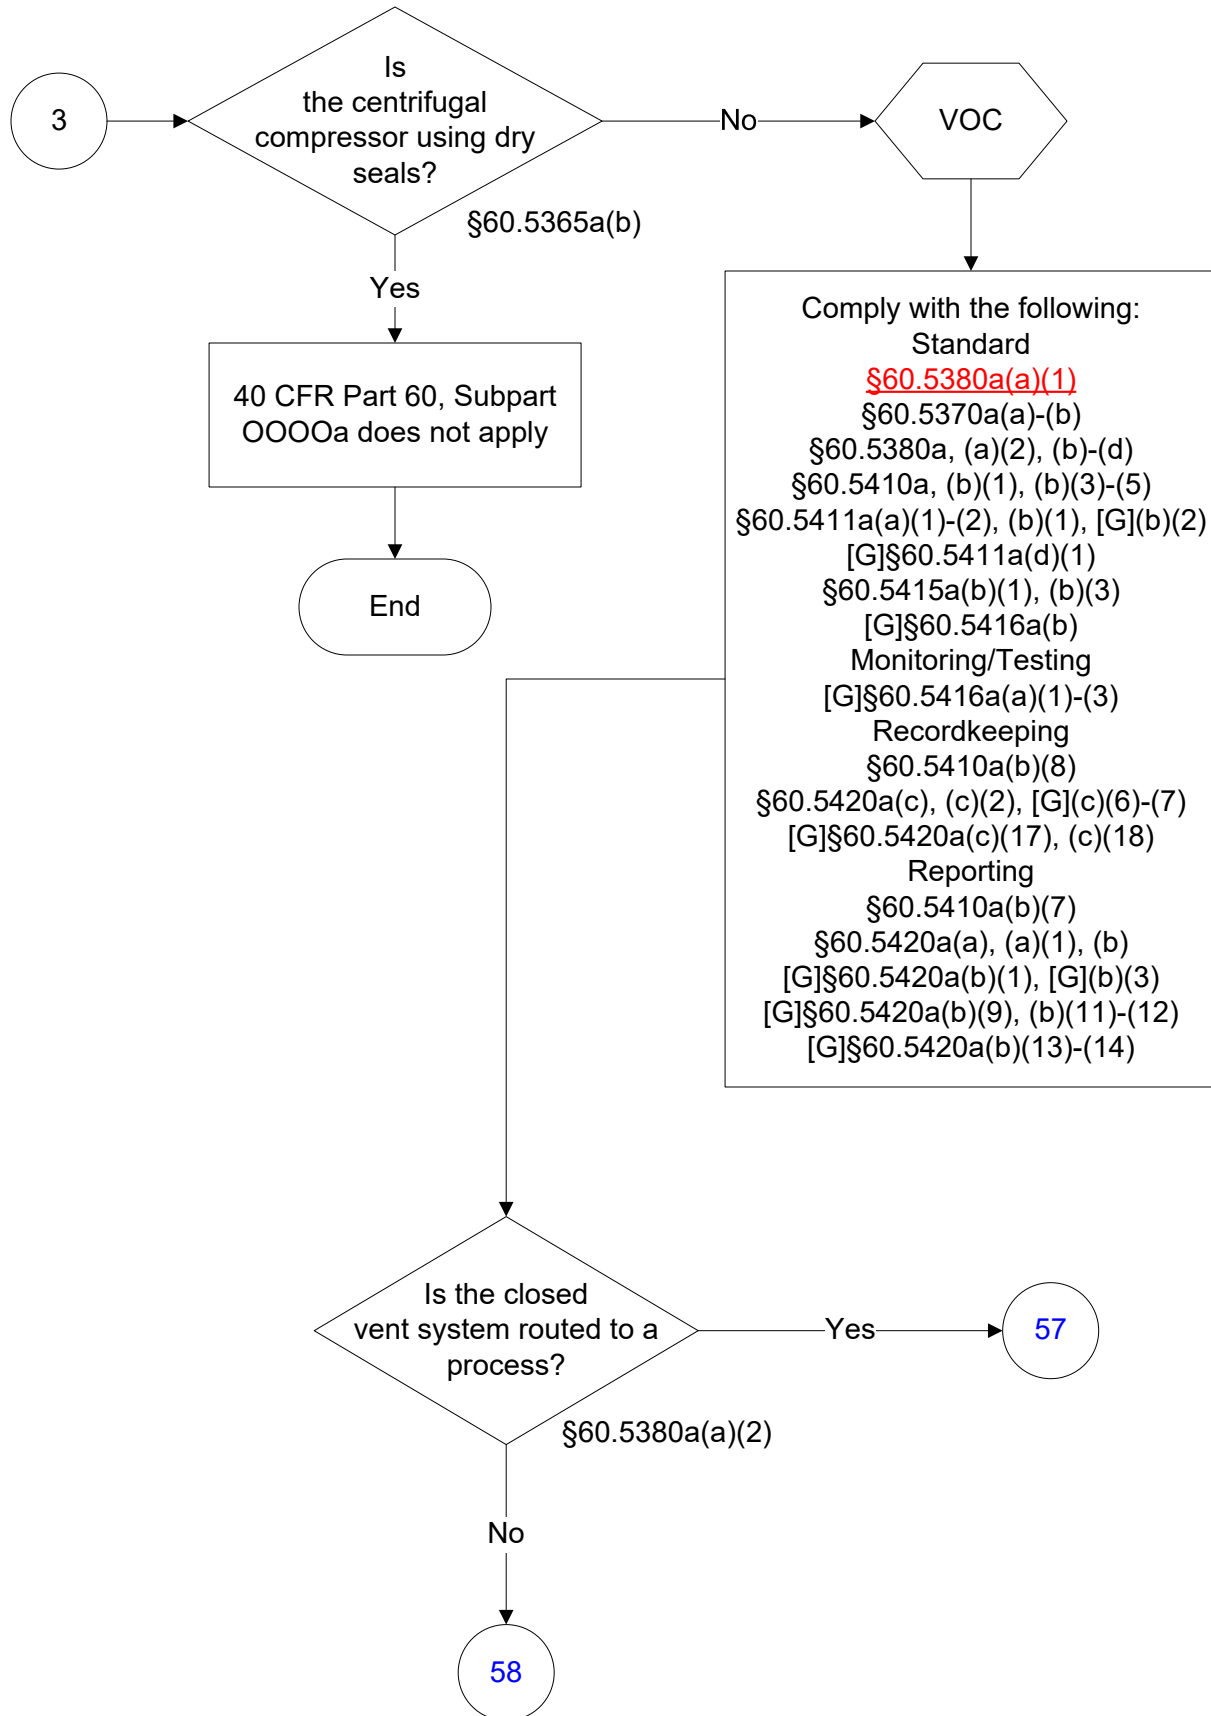 3
Is
the centrifugal
compressor using dry
seals?
No
VOC
§60.5365a(b)
Yes
40 CFR Part 60, Subpart
OOOOa does not apply
End
Comply with the following:
Standard
§60.5380a(a)(1)
§60.5370a(a)-(b)
§60.5380a, (a)(2), (b)-(d)
§60.5410a, (b)(1), (b)(3)-(5)
§60.5411a(a)(1)-(2), (b)(1), [G](b)(2)
[G]§60.5411a(d)(1)
§60.5415a(b)(1), (b)(3)
[G]§60.5416a(b)
Monitoring/Testing
[G]§60.5416a(a)(1)-(3)
Recordkeeping
§60.5410a(b)(8)
§60.5420a(c), (c)(2), [G](c)(6)-(7)
[G]§60.5420a(c)(17), (c)(18)
Reporting
§60.5410a(b)(7)
§60.5420a(a), (a)(1), (b)
[G]§60.5420a(b)(1), [G](b)(3)
[G]§60.5420a(b)(9), (b)(11)-(12)
[G]§60.5420a(b)(13)-(14)
Is the closed
vent system routed to a
process?
Yes
57
§60.5380a(a)(2)
No
58